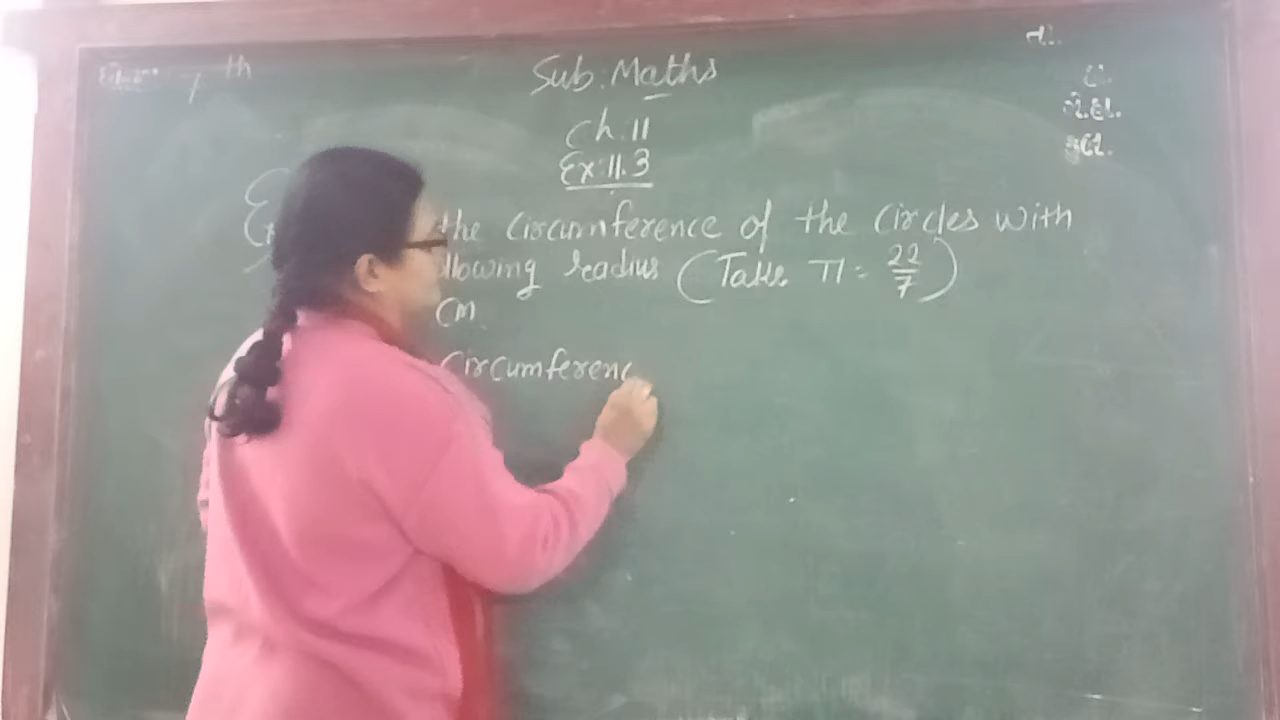 7th
Sub: Maths
Ch. 11
Ex: 11.3
the circumference of the circles with
llowing radius (Take π = 22/7)
cm
Circumferenc